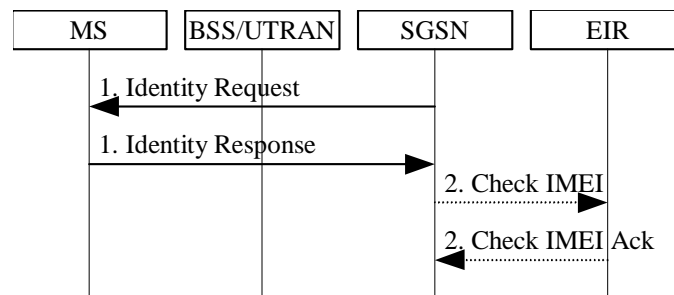 MS BSS/UTRAN SGSN EIR
1. Identity Request
1. Identity Response
2. Check IMEI
2. Check IMEI Ack